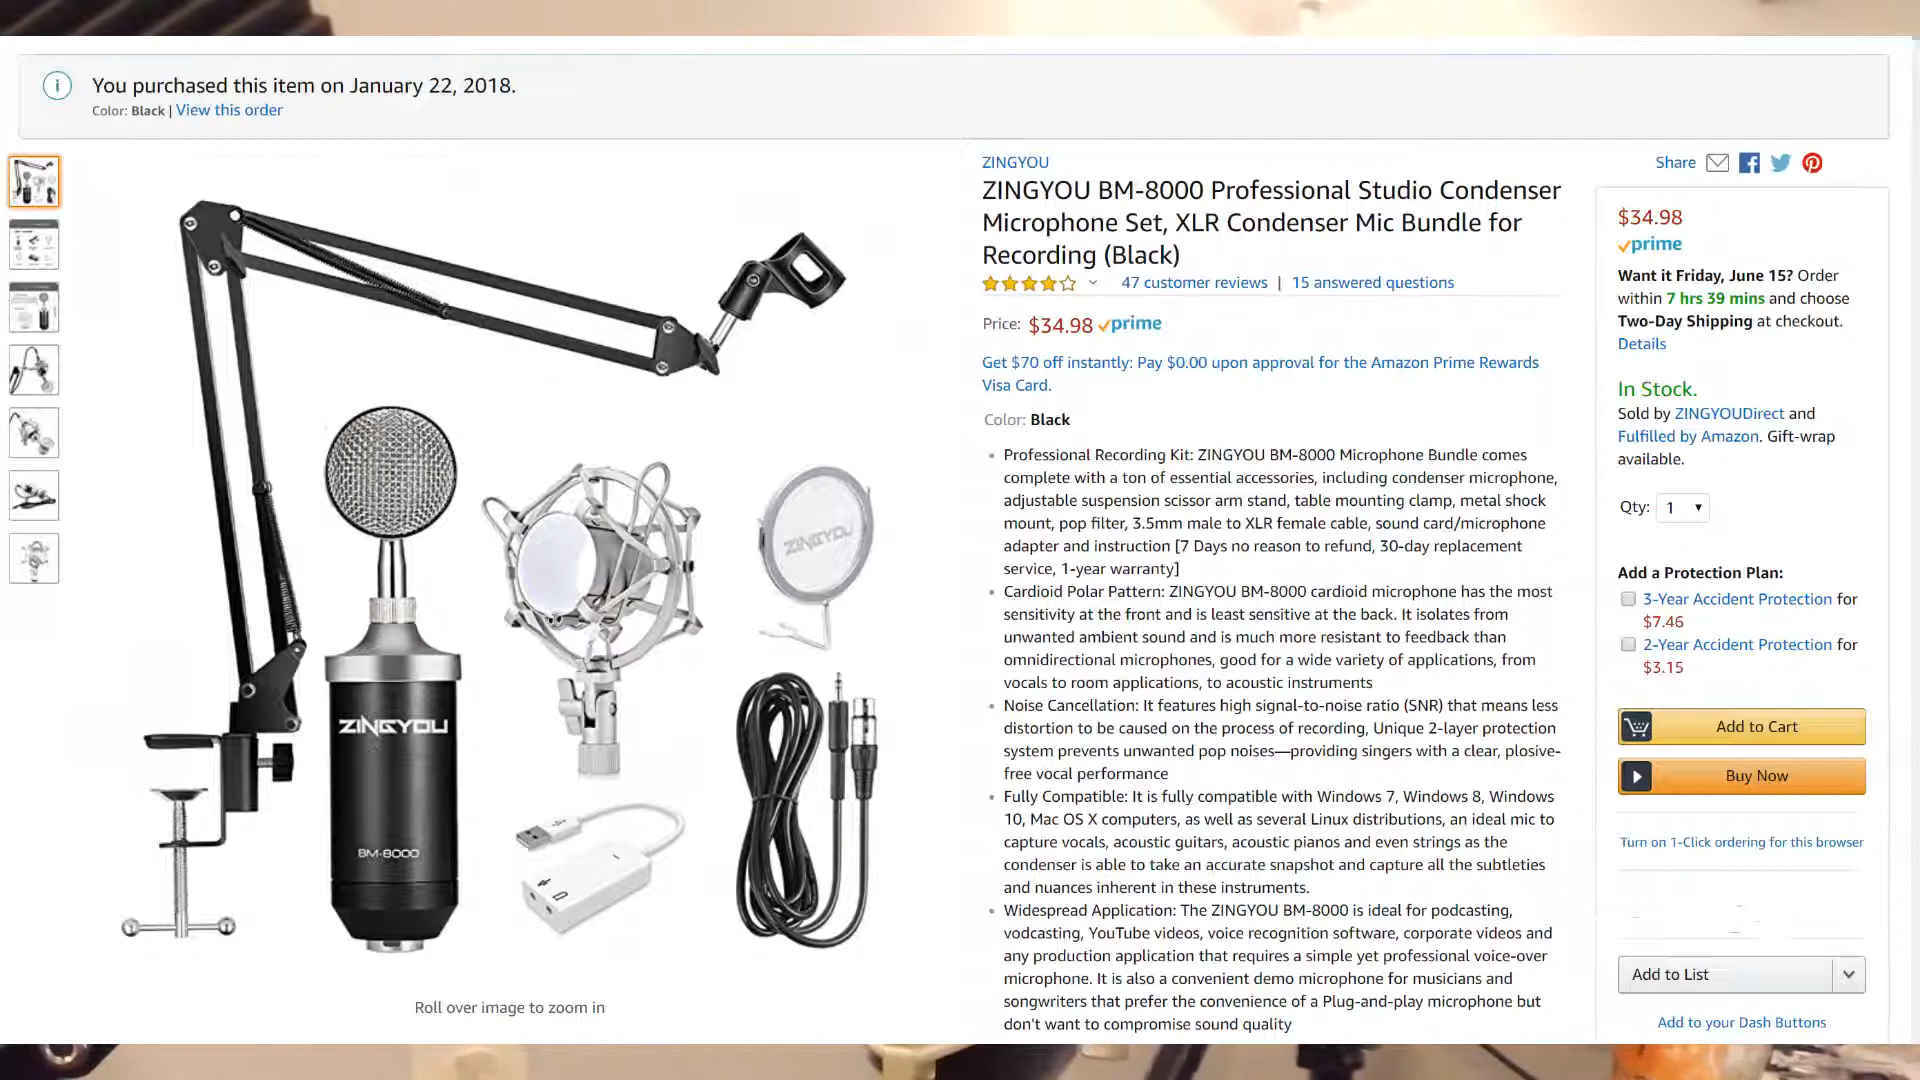 You purchased this item on January 22, 2018.
Color: Black | View this order
ZINGYOU
ZINGYOU BM-8000 Professional Studio Condenser
Microphone Set, XLR Condenser Mic Bundle for
Recording (Black)
47 customer reviews | 15 answered questions
Price: $34.98 prime
Get $70 off instantly: Pay $0.00 upon approval for the Amazon Prime Rewards
Visa Card.
Color: Black
Professional Recording Kit: ZINGYOU BM-8000 Microphone Bundle comes
complete with a ton of essential accessories, including condenser microphone,
adjustable suspension scissor arm stand, table mounting clamp, metal shock
mount, pop filter, 3.5mm male to XLR female cable, sound card/microphone
adapter and instruction [7 Days no reason to refund, 30-day replacement
service, 1-year warranty]
Cardioid Polar Pattern: ZINGYOU BM-8000 cardioid microphone has the most
sensitivity at the front and is least sensitive at the back. It isolates from
unwanted ambient sound and is much more resistant to feedback than
omnidirectional microphones, good for a wide variety of applications, from
vocals to room applications, to acoustic instruments
Noise Cancellation: It features high signal-to-noise ratio (SNR) that means less
distortion to be caused on the process of recording, Unique 2-layer protection
system prevents unwanted pop noises—providing singers with a clear, plosive-
free vocal performance
Fully Compatible: It is fully compatible with Windows 7, Windows 8, Windows
10, Mac OS X computers, as well as several Linux distributions, an ideal mic to
capture vocals, acoustic guitars, acoustic pianos and even strings as the
condenser is able to take an accurate snapshot and capture all the subtleties
and nuances inherent in these instruments.
Widespread Application: The ZINGYOU BM-8000 is ideal for podcasting,
vodcasting, YouTube videos, voice recognition software, corporate videos and
any production application that requires a simple yet professional voice-over
microphone. It is also a convenient demo microphone for musicians and
songwriters that prefer the convenience of a Plug-and-play microphone but
don't want to compromise sound quality
ZINGYOU
ZINGYOU
BM-8000
Roll over image to zoom in
Share
$34.98
prime
Want it Friday, June 15? Order
within 7 hrs 39 mins and choose
Two-Day Shipping at checkout.
Details
In Stock.
Sold by ZINGYOUDirect and
Fulfilled by Amazon. Gift-wrap
available.
Qty: 1
Add a Protection Plan:
3-Year Accident Protection for
$7.46
2-Year Accident Protection for
$3.15
Add to Cart
Buy Now
Turn on 1-Click ordering for this browser
Add to List
Add to your Dash Buttons